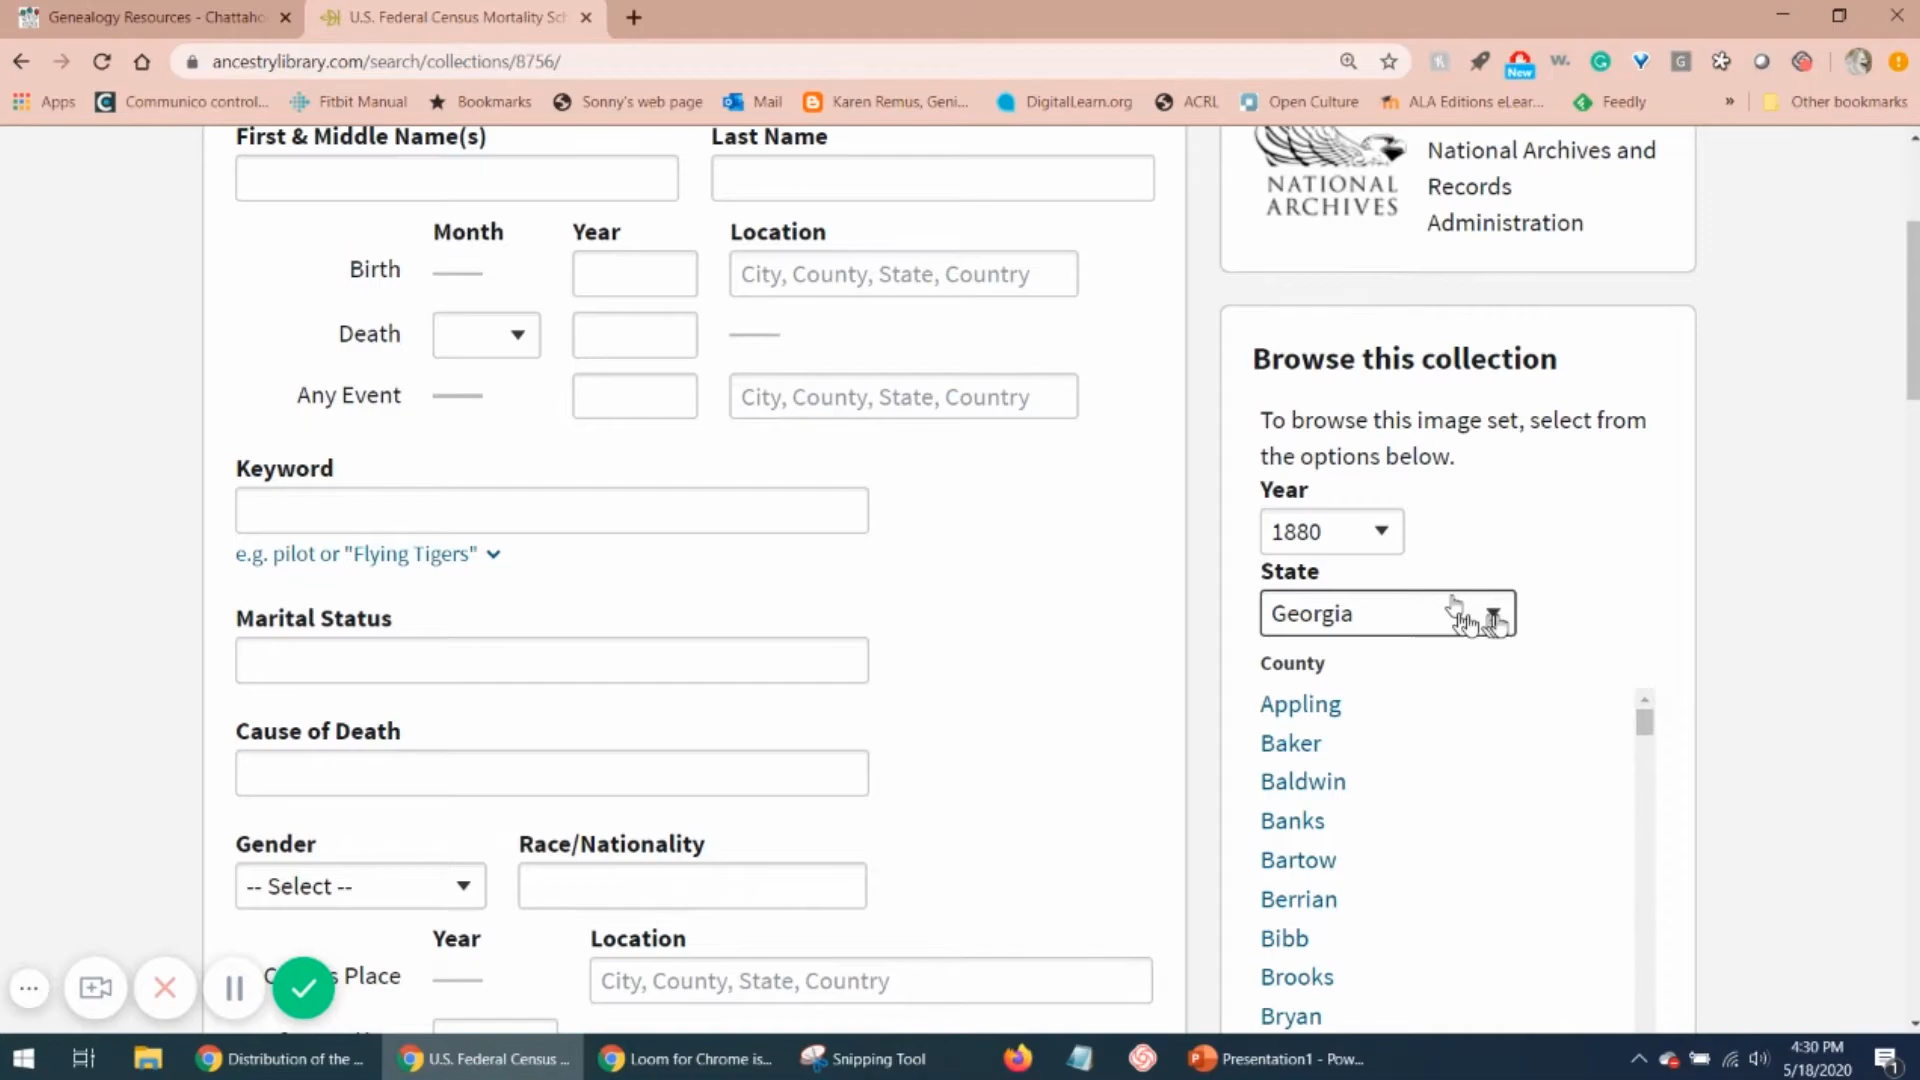 Genealogy Resources - Chattaho
U.S. Federal Census Mortality Sch
ancestrylibrary.com/search/collections/8756/
New
W.
G
Apps
Communico control...
Fitbit Manual
Bookmarks
Sonny's web page
Mail
Karen Remus, Geni...
DigitalLearn.org
ACRL
Open Culture
ALA Editions eLear...
Feedly
»
Other bookmarks
First & Middle Name(s)
Last Name
Month
Year
Location
Birth
City, County, State, Country
Death
Any Event
City, County, State, Country
Keyword
e.g. pilot or "Flying Tigers"
Marital Status
Cause of Death
Gender
Race/Nationality
-- Select --
Year
Location
s Place
City, County, State, Country
NATIONAL
ARCHIVES
National Archives and
Records
Administration
Browse this collection
To browse this image set, select from
the options below.
Year
1880
State
Georgia
County
Appling
Baker
Baldwin
Banks
Bartow
Berrian
Bibb
Brooks
Bryan
Distribution of the ...
U.S. Federal Census ...
Loom for Chrome is...
Snipping Tool
Presentation1 - Pow...
4:30 PM
5/18/2020
1